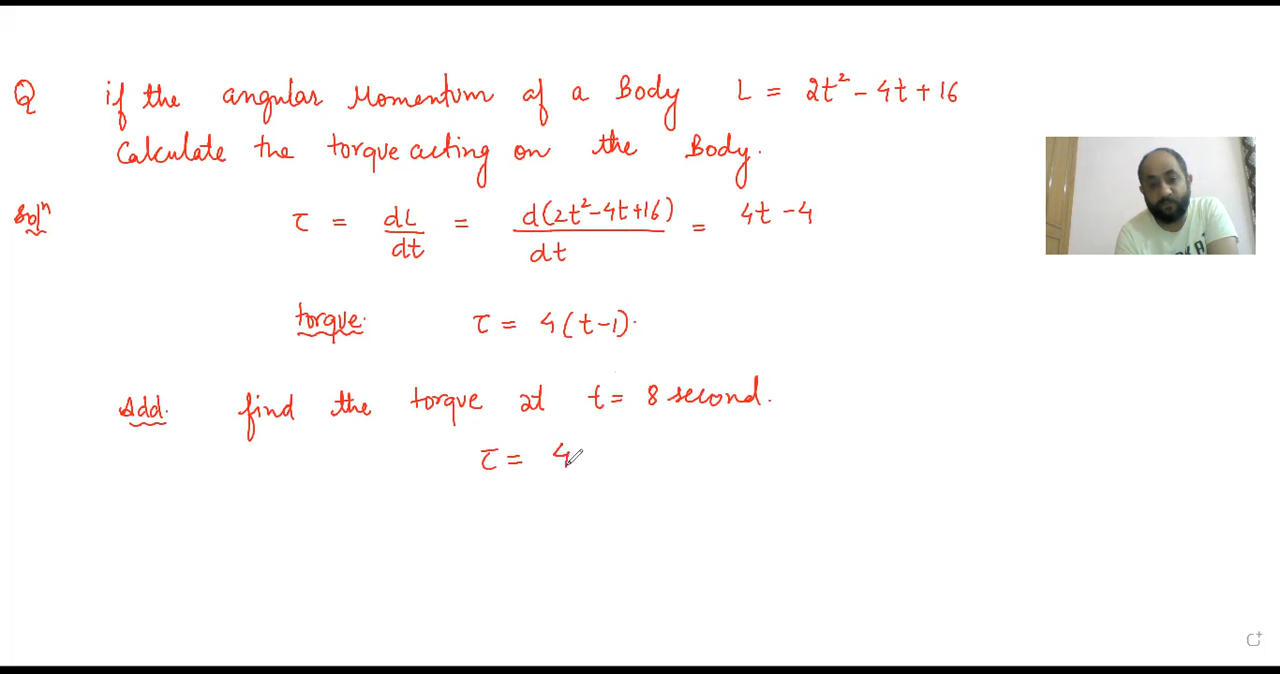 Q if the angular Momentum of a Body L = 2t² - 4t + 16
Calculate the torque acting on the Body.
Solⁿ τ = dL/dt = d(2t²-4t+16)/dt = 4t - 4
torque. τ = 4(t-1).
Add. find the torque at t = 8 second.
τ = 4